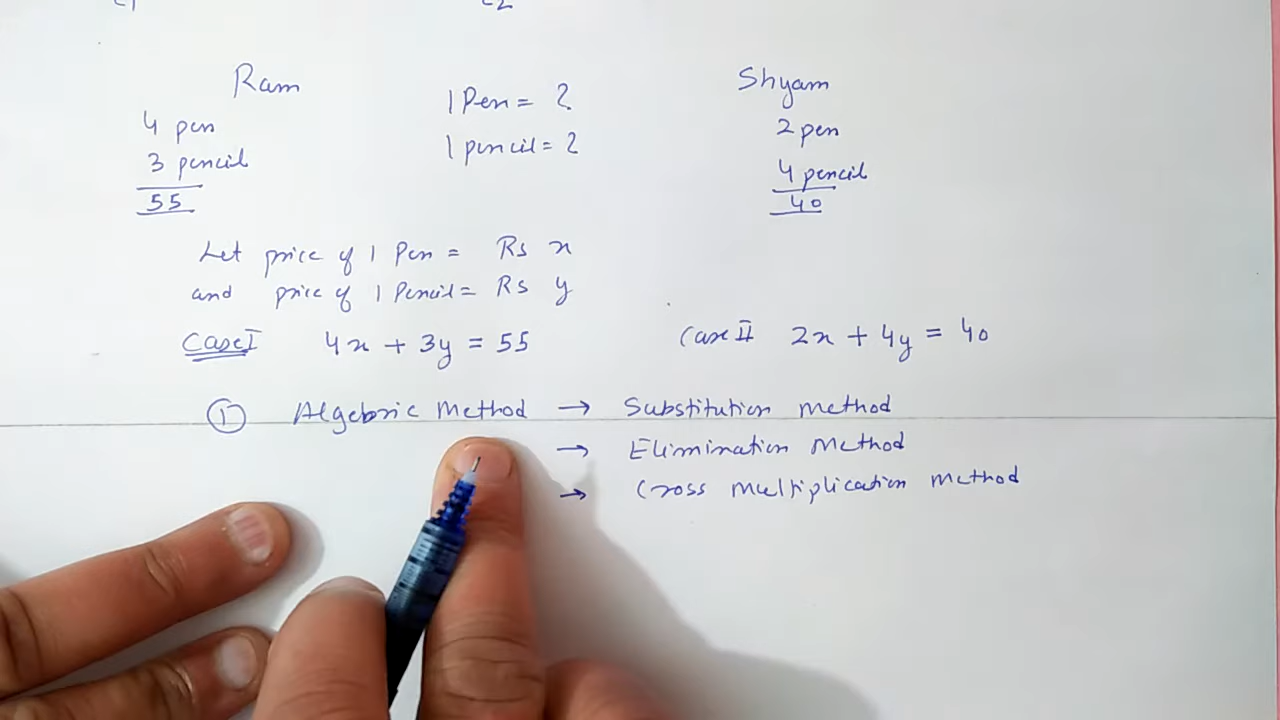 C1 C2
Ram
4 pen
3 pencil
55
1 Pen = ?
1 pencil = ?
Shyam
2 pen
4 pencil
40
Let price of 1 Pen = Rs x
and price of 1 Pencil = Rs y
Case I 4x + 3y = 55
Case II 2x + 4y = 40
① Algebric Method → Substitution method
→ Elimination Method
→ Cross Multiplication Method